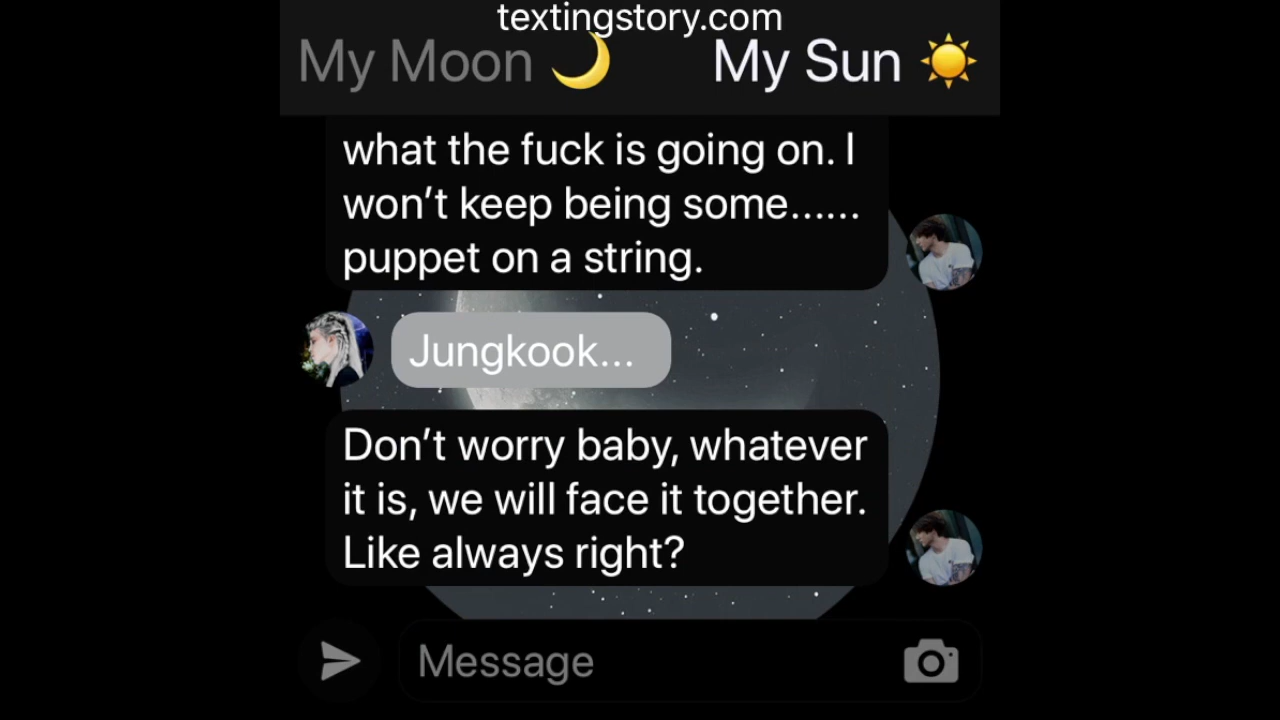 textingstory.com
My Moon 🌙 My Sun ☀️
what the fuck is going on. I
won’t keep being some......
puppet on a string.
Jungkook...
Don’t worry baby, whatever
it is, we will face it together.
Like always right?
Message